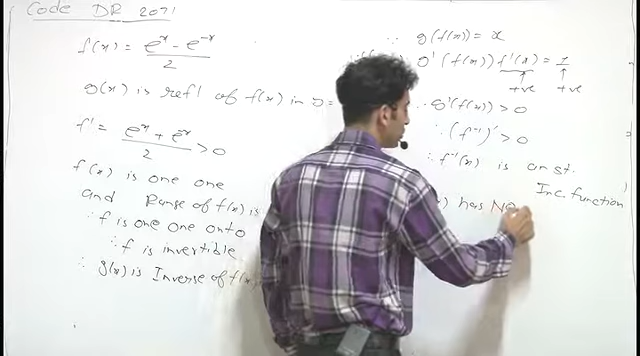 Code DR 2071
f(x) = e^x - e^-x / 2
g(x) is refl of f(x) in y =
f' = e^x + e^-x / 2 > 0
f(x) is one one
and Range of f(x) is
∴ f is one one onto
∴ f is invertible
∴ g(x) is Inverse of f(x)
∵ g(f(x)) = x
g'(f(x)) f'(x) = 1
+ve +ve
∴ g'(f(x)) > 0
∴ (f^-1)' > 0
∴ f^-1(x) is an st.
Inc. function
) has NO